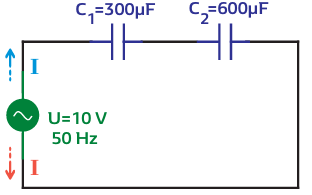 C₁=300µF
C₂=600µF
I
U=10 V
50 Hz
I